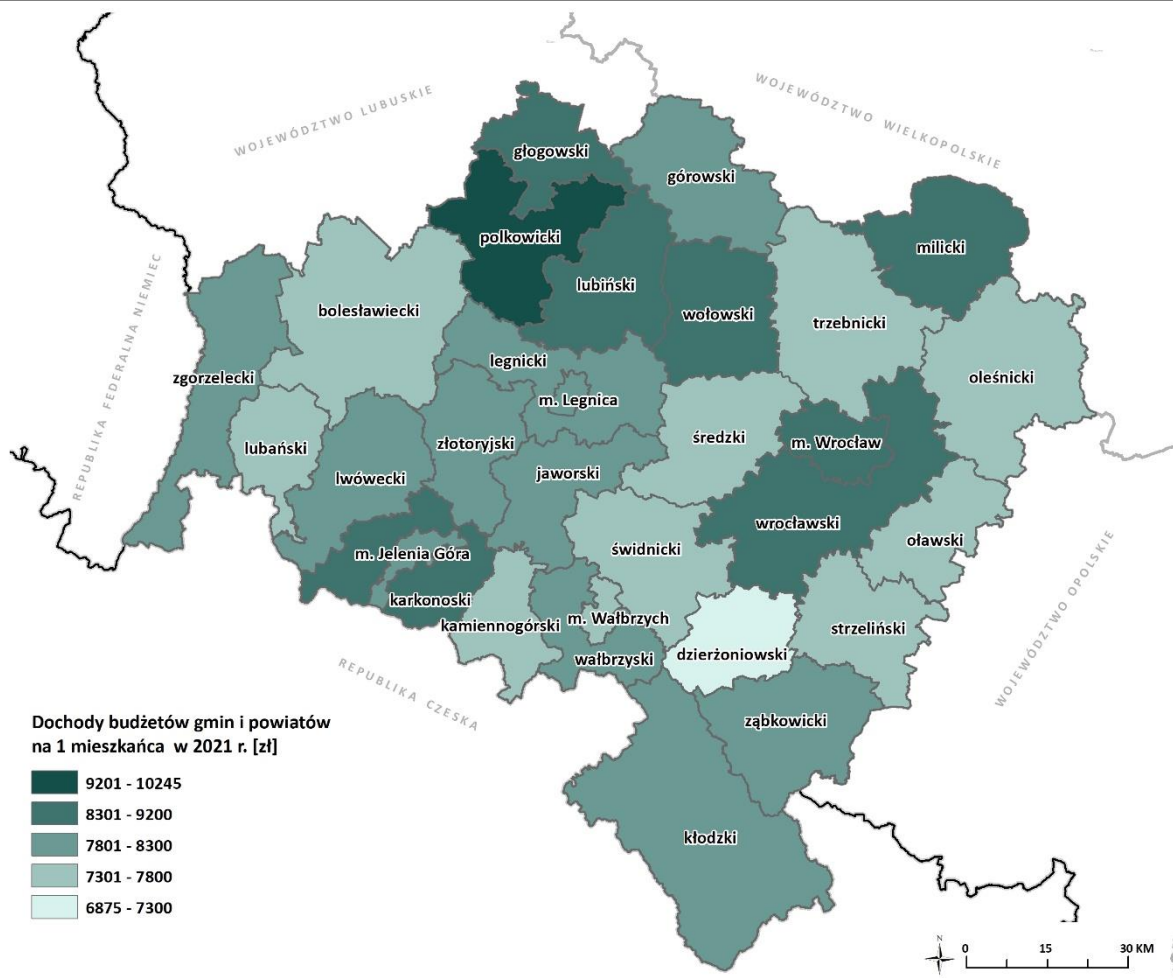 WOJEWÓDZTWO LUBUSKIE
WOJEWÓDZTWO WIELKOPOLSKIE
głogowski
górowski
polkowicki
milicki
lubiński
wołowski
bolesławiecki
trzebnicki
REPUBLIKA FEDERALNA NIEMIEC
legnicki
zgorzelecki
oleśnicki
m. Legnica
średzki
m. Wrocław
złotoryjski
lubański
lwówecki
jaworski
wrocławski
oławski
m. Jelenia Góra
świdnicki
karkonoski
kamiennogórski
m. Wałbrzych
strzeliński
wałbrzyski
dzierżoniowski
WOJEWÓDZTWO OPOLSKIE
REPUBLIKA CZESKA
ząbkowicki
kłodzki
Dochody budżetów gmin i powiatów
na 1 mieszkańca w 2021 r. [zł]
9201 - 10245
8301 - 9200
7801 - 8300
7301 - 7800
6875 - 7300
N
0 15 30 KM